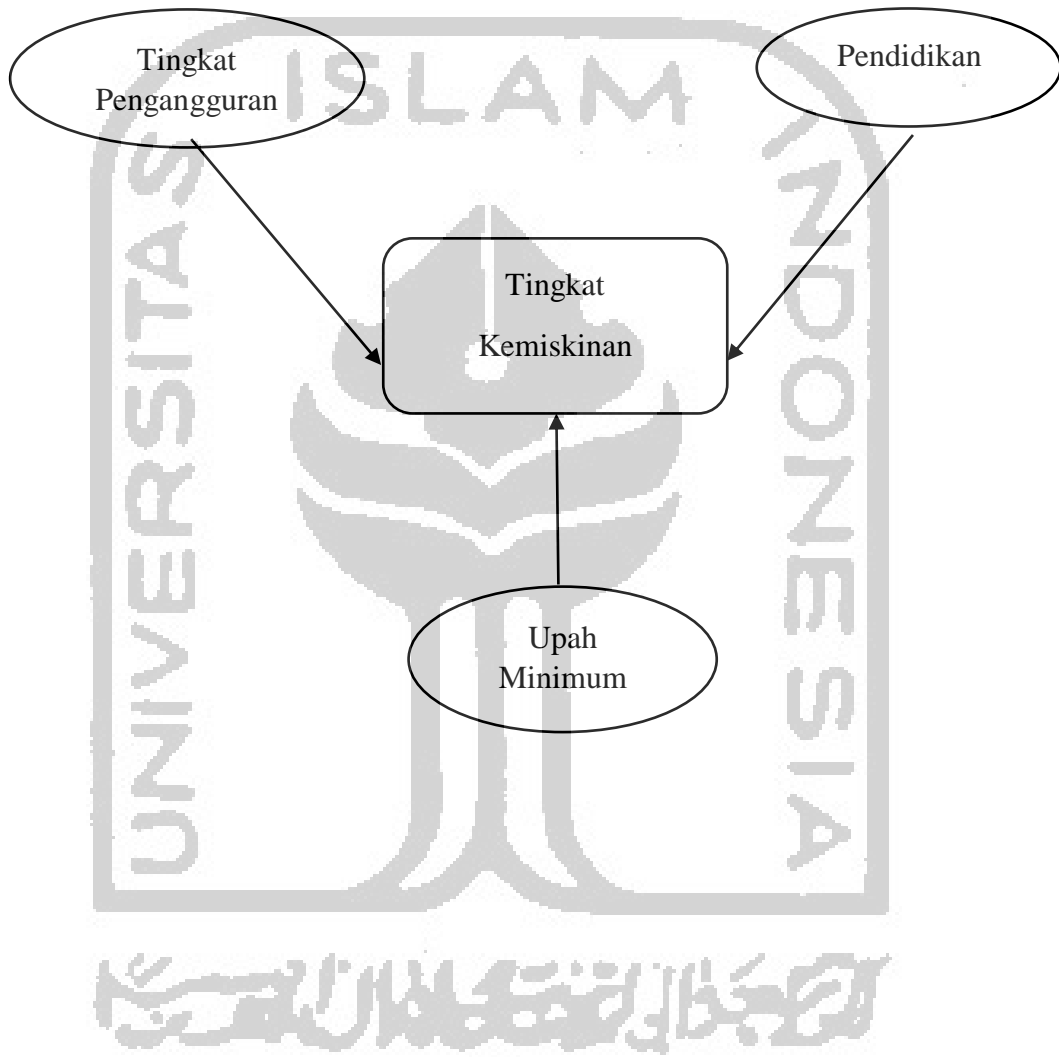 Tingkat
Pengangguran
Pendidikan
ISLAM
UNIVERSITAS
INDONESIA
Tingkat
Kemiskinan
Upah
Minimum